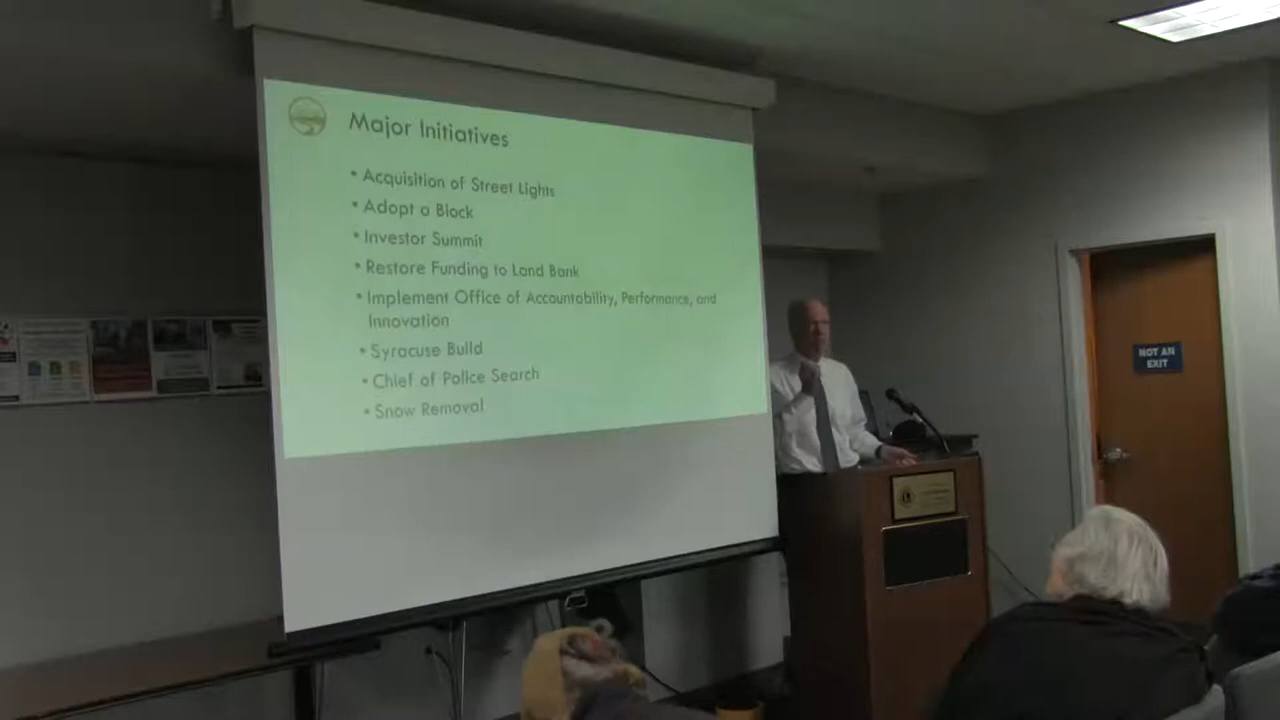 Major Initiatives
• Acquisition of Street Lights
• Adopt a Block
• Investor Summit
• Restore Funding to Land Bank
• Implement Office of Accountability, Performance, and
Innovation
• Syracuse Build
• Chief of Police Search
• Snow Removal
NOT AN
EXIT